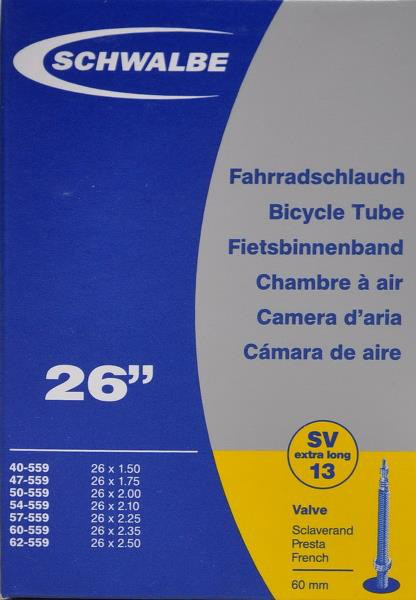 SCHWALBE
Fahrradschlauch
Bicycle Tube
Fietsbinnenband
Chambre à air
Camera d'aria
Cámara de aire
26”
40-559 26 x 1.50
47-559 26 x 1.75
50-559 26 x 2.00
54-559 26 x 2.10
57-559 26 x 2.25
60-559 26 x 2.35
62-559 26 x 2.50
SV
extra long
13
Valve
Sclaverand
Presta
French
60 mm